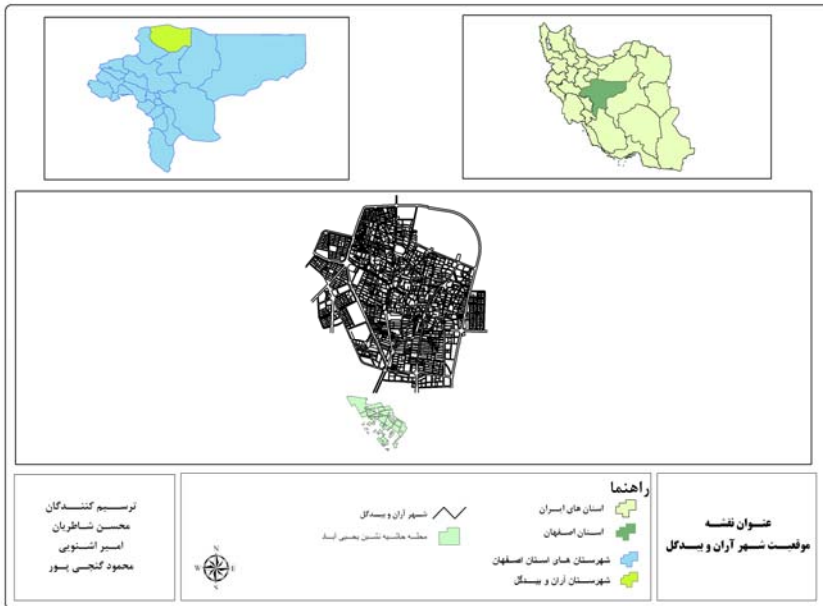 عنوان نقشه
موقعیت شهر آران و بیدگل
راهنما
استان های ایران
استان اصفهان
شهرستان های استان اصفهان
شهرستان آران و بیدگل
شهر آران و بیدگل
محله حاشیه نشین یحیی آباد
N
W E
S
ترسیم کنندگان
محسن شاطریان
امیر اشنویی
محمود گنجی پور